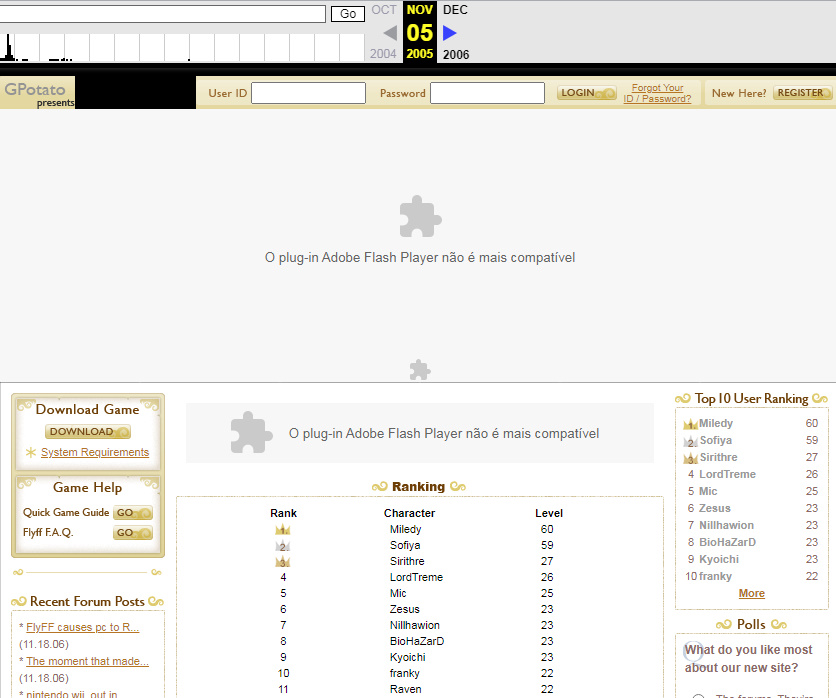 Go
OCT NOV DEC
05
2004 2005 2006
GPotato
presents
User ID
Password
LOGIN
Forgot Your
ID / Password?
New Here?
REGISTER
O plug-in Adobe Flash Player não é mais compatível
Download Game
DOWNLOAD
System Requirements
Game Help
Quick Game Guide GO
Flyff F.A.Q. GO
Recent Forum Posts
* FlyFF causes pc to R...
(11.18.06)
* The moment that made...
(11.18.06)
* nintendo wii, out in
O plug-in Adobe Flash Player não é mais compatível
Ranking
Rank Character Level
1 Miledy 60
2 Sofiya 59
3 Sirithre 27
4 LordTreme 26
5 Mic 25
6 Zesus 23
7 Nillhawion 23
8 BioHaZarD 23
9 Kyoichi 23
10 franky 22
11 Raven 22
Top10 User Ranking
1 Miledy 60
2 Sofiya 59
3 Sirithre 27
4 LordTreme 26
5 Mic 25
6 Zesus 23
7 Nillhawion 23
8 BioHaZarD 23
9 Kyoichi 23
10 franky 22
More
Polls
What do you like most
about our new site?
The forums.